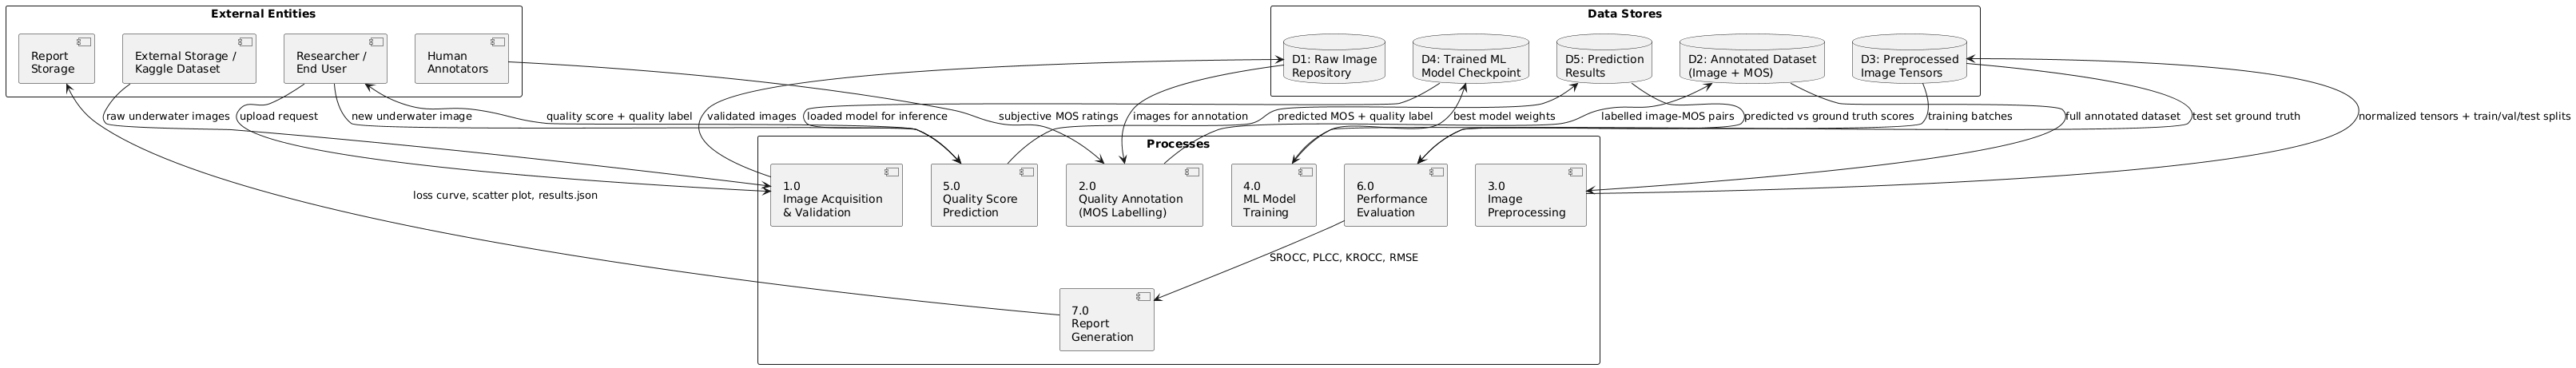 External Entities
Data Stores
Report
Storage
External Storage /
Kaggle Dataset
Researcher /
End User
Human
Annotators
D1: Raw Image
Repository
D4: Trained ML
Model Checkpoint
D5: Prediction
Results
D2: Annotated Dataset
(Image + MOS)
D3: Preprocessed
Image Tensors
raw underwater images
upload request
new underwater image
quality score + quality label
validated images
loaded model for inference
subjective MOS ratings
images for annotation
predicted MOS + quality label
best model weights
labelled image-MOS pairs
predicted vs ground truth scores
training batches
full annotated dataset
test set ground truth
normalized tensors + train/val/test splits
Processes
1.0
Image Acquisition
& Validation
5.0
Quality Score
Prediction
2.0
Quality Annotation
(MOS Labelling)
4.0
ML Model
Training
6.0
Performance
Evaluation
3.0
Image
Preprocessing
loss curve, scatter plot, results.json
SROCC, PLCC, KROCC, RMSE
7.0
Report
Generation